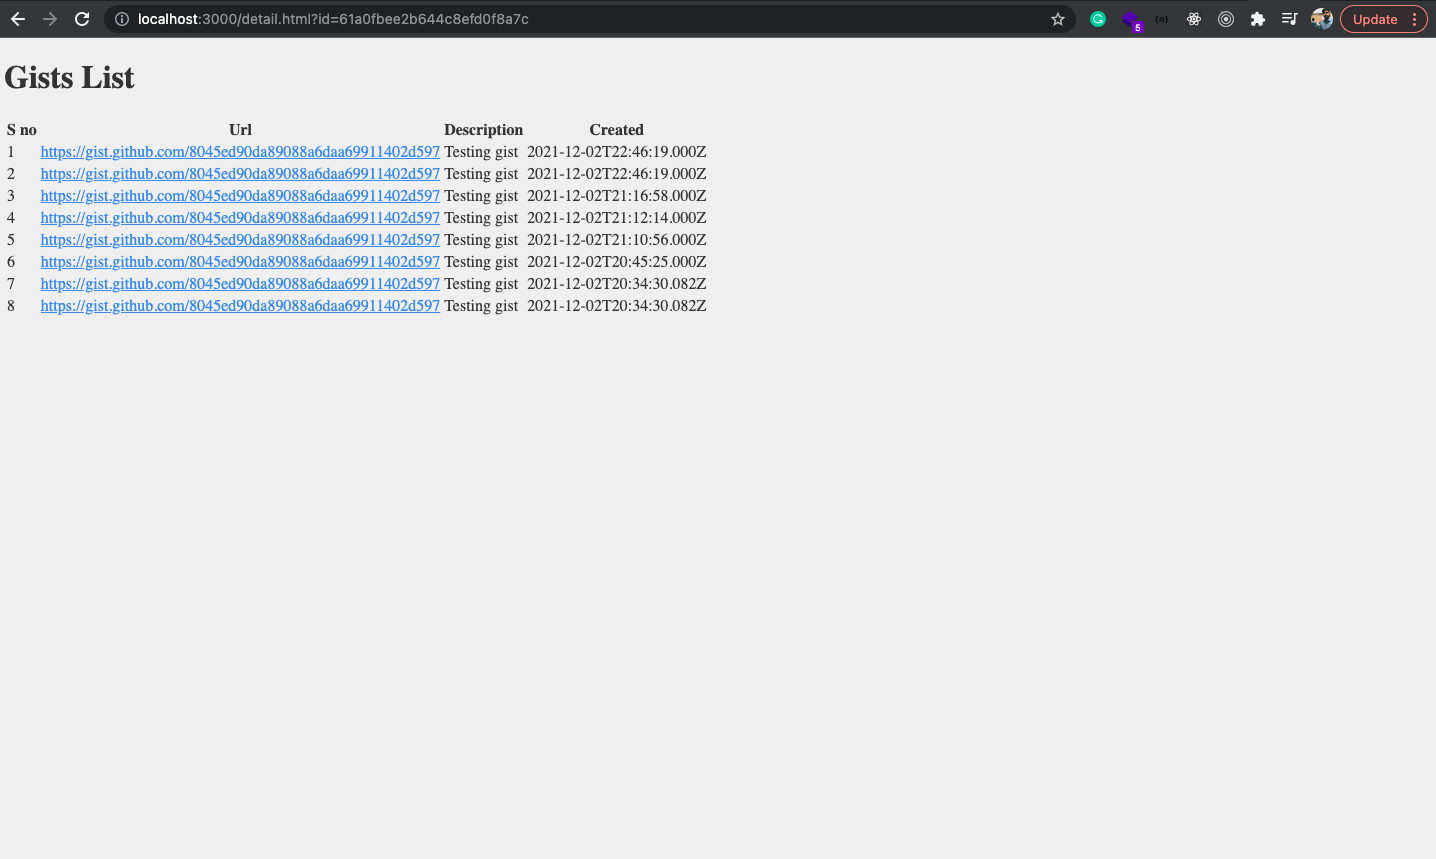 localhost:3000/detail.html?id=61a0fbee2b644c8efd0f8a7c
5
Update
Gists List
S no Url Description Created
1 https://gist.github.com/8045ed90da89088a6daa69911402d597 Testing gist 2021-12-02T22:46:19.000Z
2 https://gist.github.com/8045ed90da89088a6daa69911402d597 Testing gist 2021-12-02T22:46:19.000Z
3 https://gist.github.com/8045ed90da89088a6daa69911402d597 Testing gist 2021-12-02T21:16:58.000Z
4 https://gist.github.com/8045ed90da89088a6daa69911402d597 Testing gist 2021-12-02T21:12:14.000Z
5 https://gist.github.com/8045ed90da89088a6daa69911402d597 Testing gist 2021-12-02T21:10:56.000Z
6 https://gist.github.com/8045ed90da89088a6daa69911402d597 Testing gist 2021-12-02T20:45:25.000Z
7 https://gist.github.com/8045ed90da89088a6daa69911402d597 Testing gist 2021-12-02T20:34:30.082Z
8 https://gist.github.com/8045ed90da89088a6daa69911402d597 Testing gist 2021-12-02T20:34:30.082Z